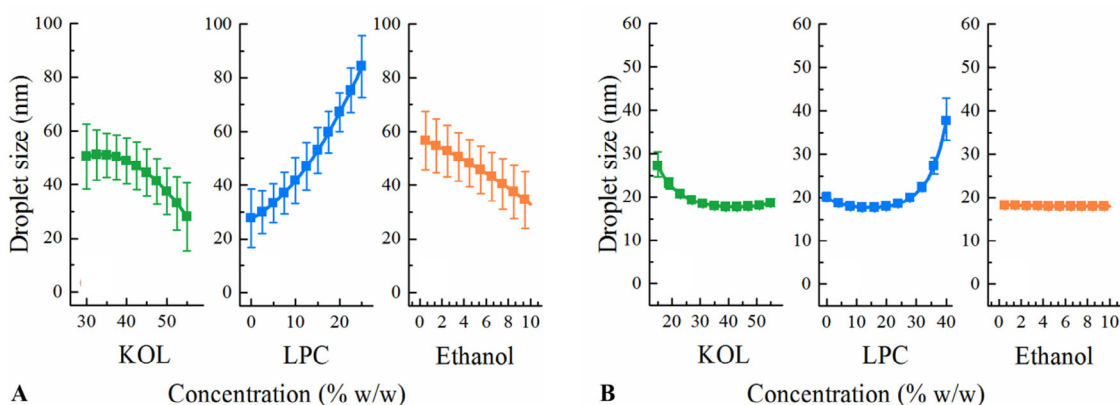 100 100 100
80 80 80
60 60 60
40 40 40
20 20 20
0 0 0
Droplet size (nm)
30 40 50 0 10 20 0 2 4 6 8 10
KOL LPC Ethanol
A Concentration (% w/w)
60 60 60
50 50 50
40 40 40
30 30 30
20 20 20
10 10 10
0 0 0
Droplet size (nm)
20 30 40 50 0 10 20 30 40 0 2 4 6 8 10
KOL LPC Ethanol
B Concentration (% w/w)